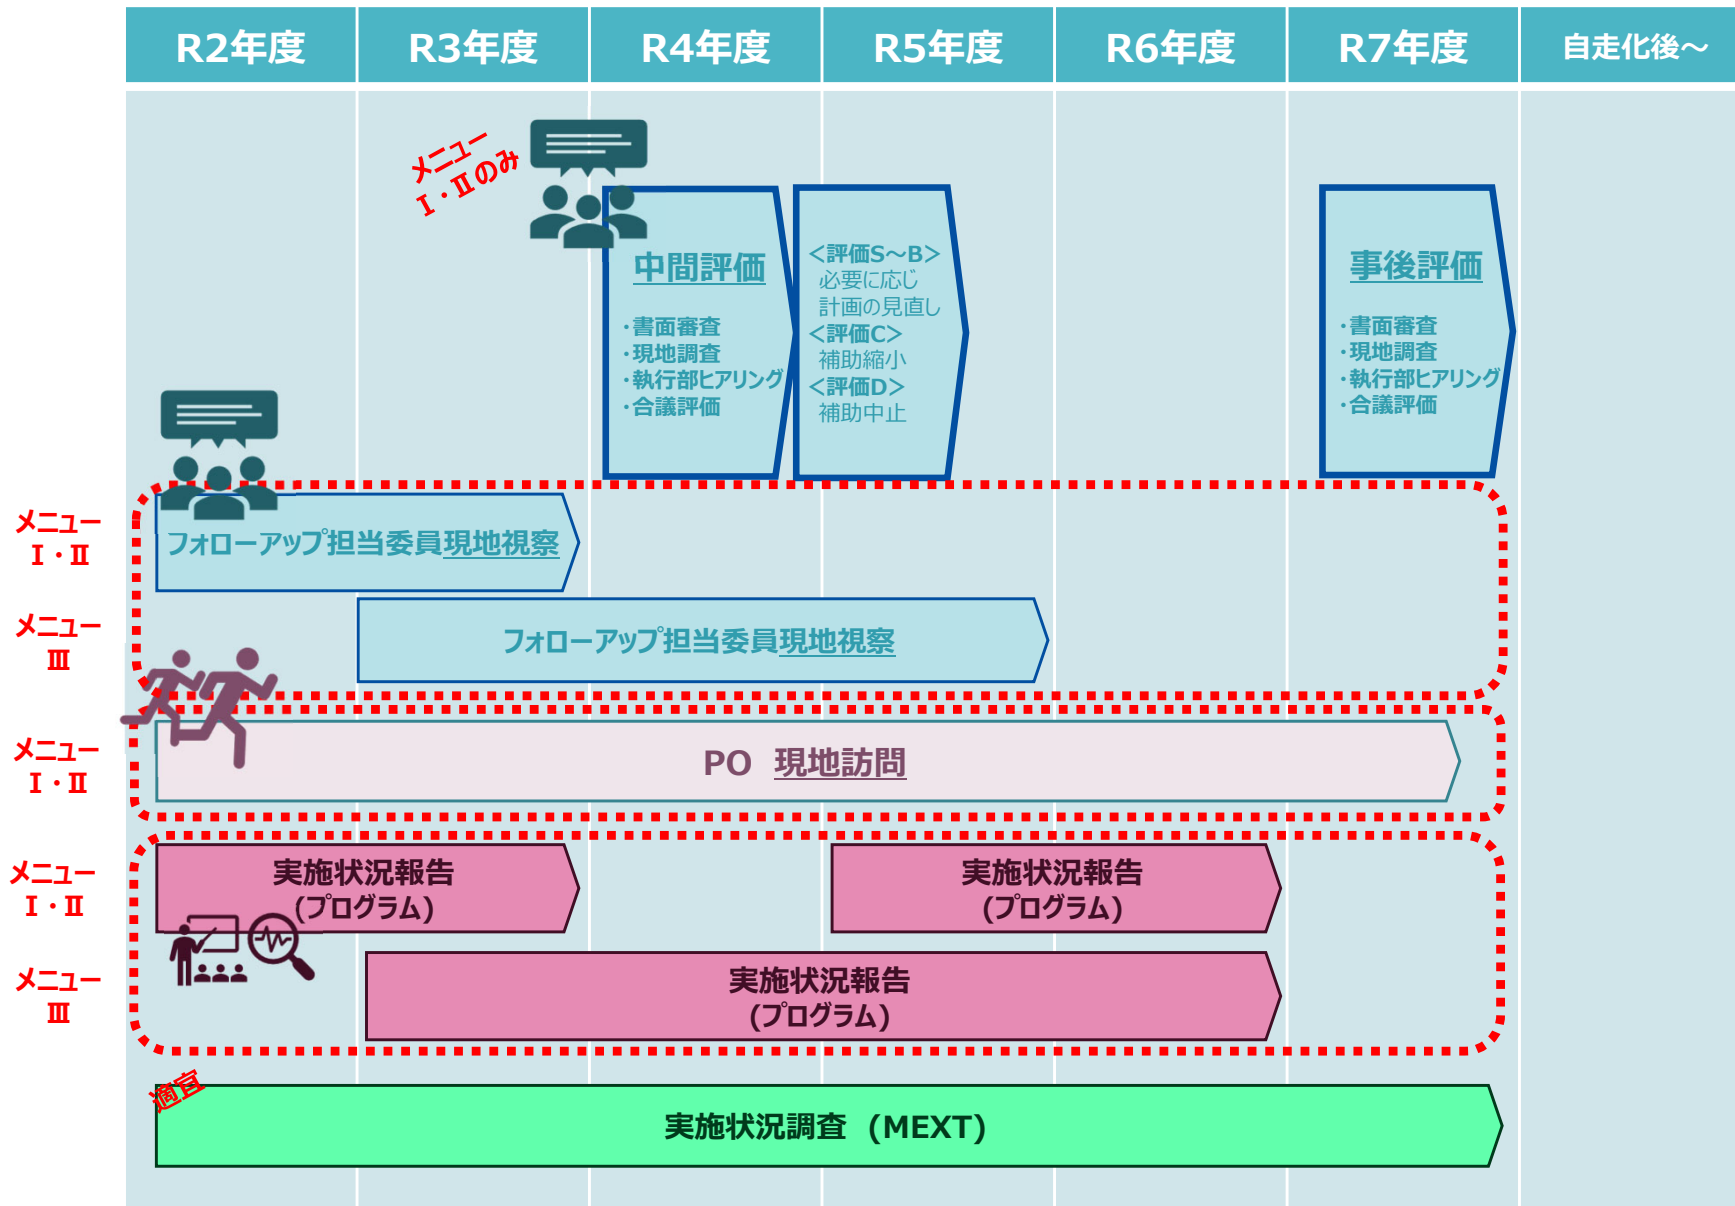 R2年度
R3年度
R4年度
R5年度
R6年度
R7年度
自走化後～
メニュー
Ⅰ・Ⅱのみ
中間評価
・書面審査
・現地調査
・執行部ヒアリング
・合議評価
＜評価S～B＞
必要に応じ
計画の見直し
＜評価C＞
補助縮小
＜評価D＞
補助中止
事後評価
・書面審査
・現地調査
・執行部ヒアリング
・合議評価
メニュー
Ⅰ・Ⅱ
フォローアップ担当委員現地視察
メニュー
Ⅲ
フォローアップ担当委員現地視察
メニュー
Ⅰ・Ⅱ
PO 現地訪問
メニュー
Ⅰ・Ⅱ
実施状況報告
(プログラム)
実施状況報告
(プログラム)
メニュー
Ⅲ
実施状況報告
(プログラム)
適宜
実施状況調査 (MEXT)